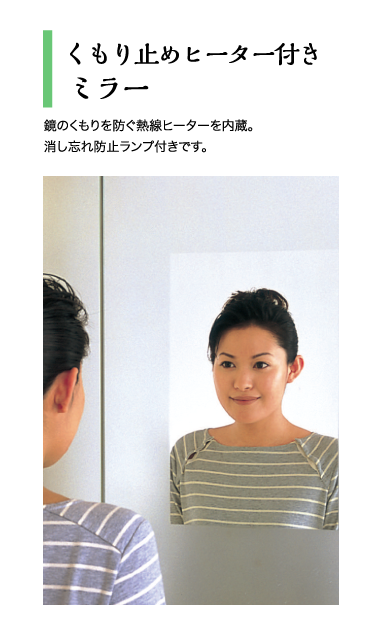 くもり止めヒーター付き
ミラー
鏡のくもりを防ぐ熱線ヒーターを内蔵。
消し忘れ防止ランプ付きです。